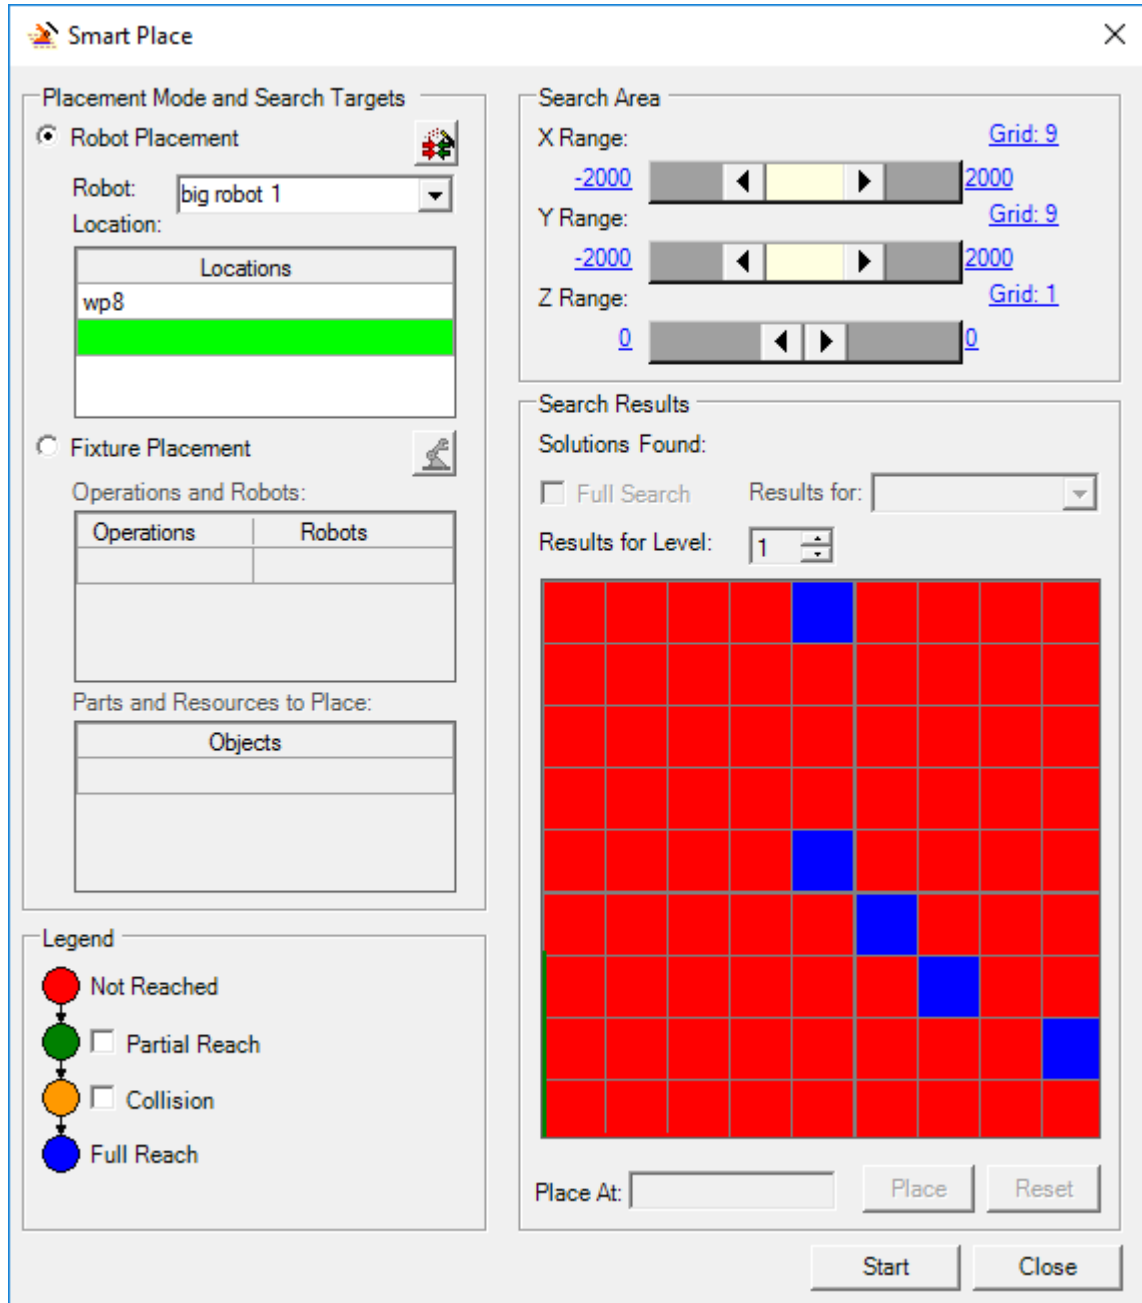 Smart Place
Placement Mode and Search Targets
Robot Placement
Robot: big robot 1
Location:
Locations
wp8
Fixture Placement
Operations and Robots:
Operations Robots
Parts and Resources to Place:
Objects
Legend
Not Reached
Partial Reach
Collision
Full Reach
Search Area
X Range: Grid: 9
-2000 2000
Y Range: Grid: 9
-2000 2000
Z Range: Grid: 1
0 0
Search Results
Solutions Found:
Full Search Results for:
Results for Level: 1
Place At: Place Reset
Start Close